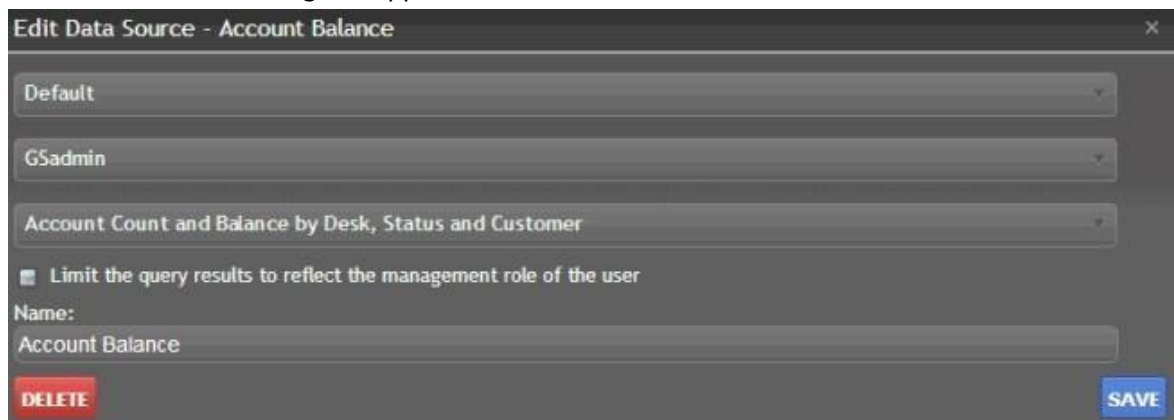 Edit Data Source - Account Balance
Default
GSadmin
Account Count and Balance by Desk, Status and Customer
Limit the query results to reflect the management role of the user
Name:
Account Balance
DELETE
SAVE